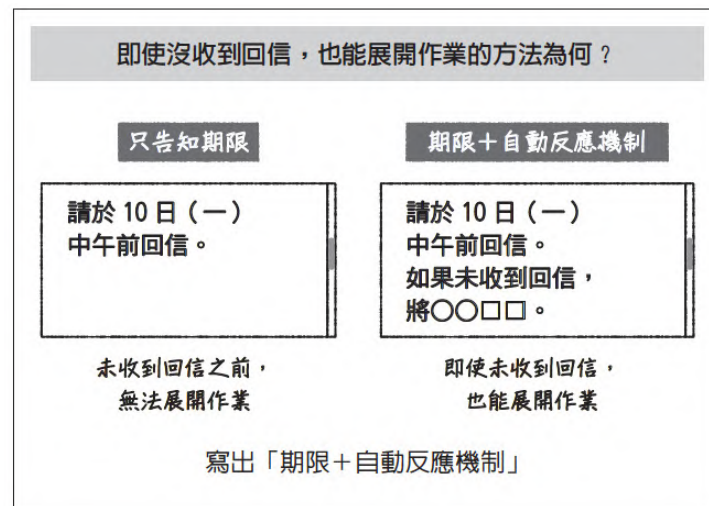 即使沒收到回信，也能展開作業的方法為何？
只告知期限
請於 10 日（一）
中午前回信。
未收到回信之前，
無法展開作業
期限＋自動反應機制
請於 10 日（一）
中午前回信。
如果未收到回信，
將○○□□。
即使未收到回信，
也能展開作業
寫出「期限＋自動反應機制」